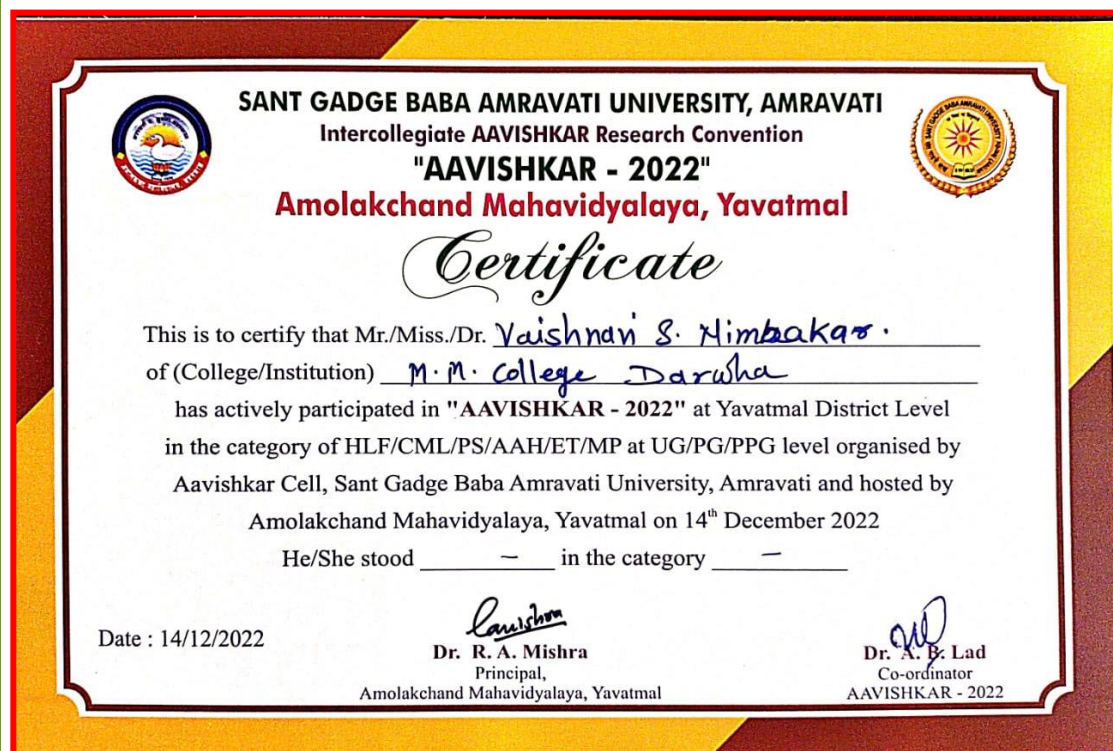 SANT GADGE BABA AMRAVATI UNIVERSITY, AMRAVATI
Intercollegiate AAVISHKAR Research Convention
"AAVISHKAR - 2022"
Amolakchand Mahavidyalaya, Yavatmal
Certificate
This is to certify that Mr./Miss./Dr. Vaishnavi S. Nimbakar.
of (College/Institution) M.M. College Darwha
has actively participated in "AAVISHKAR - 2022" at Yavatmal District Level
in the category of HLF/CML/PS/AAH/ET/MP at UG/PG/PPG level organised by
Aavishkar Cell, Sant Gadge Baba Amravati University, Amravati and hosted by
Amolakchand Mahavidyalaya, Yavatmal on 14th December 2022
He/She stood – in the category –
Date : 14/12/2022
Dr. R. A. Mishra
Principal,
Amolakchand Mahavidyalaya, Yavatmal
Dr. A. B. Lad
Co-ordinator
AAVISHKAR - 2022